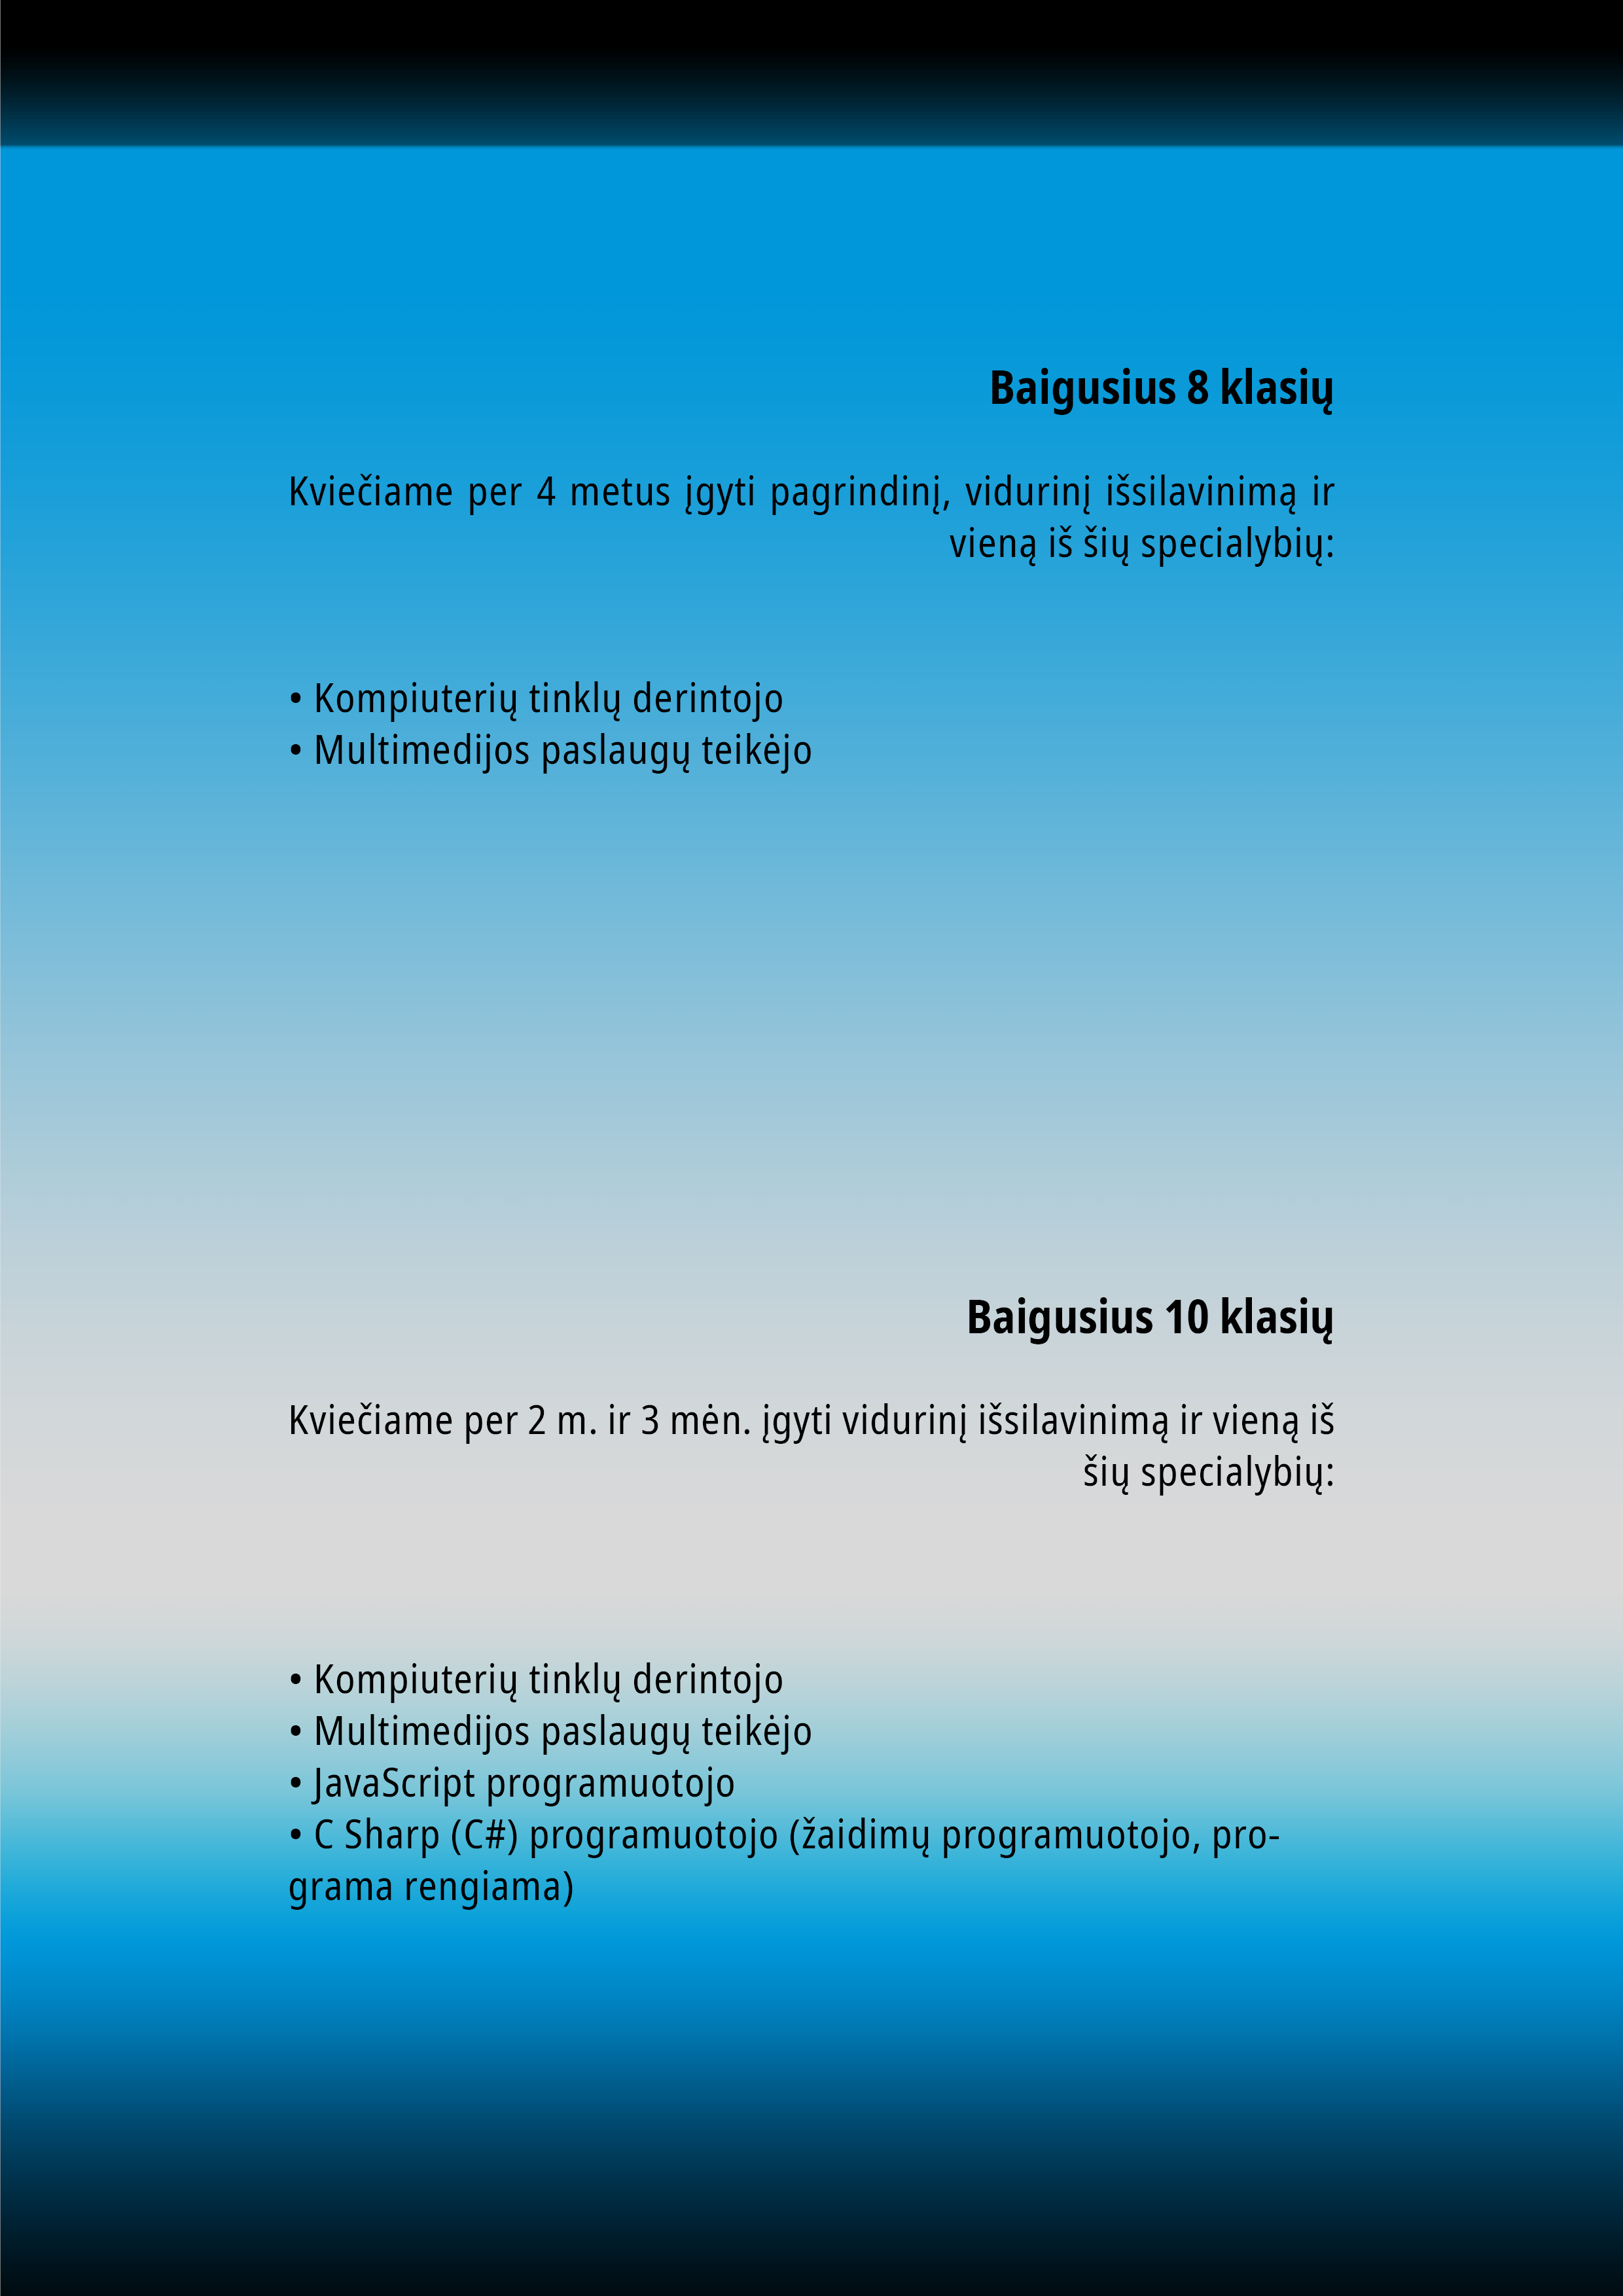 Baigusius 8 klasių
Kviečiame per 4 metus įgyti pagrindinį, vidurinį išsilavinimą ir
vieną iš šių specialybių:
• Kompiuterių tinklų derintojo
• Multimedijos paslaugų teikėjo
Baigusius 10 klasių
Kviečiame per 2 m. ir 3 mėn. įgyti vidurinį išsilavinimą ir vieną iš
šių specialybių:
• Kompiuterių tinklų derintojo
• Multimedijos paslaugų teikėjo
• JavaScript programuotojo
• C Sharp (C#) programuotojo (žaidimų programuotojo, pro-
grama rengiama)